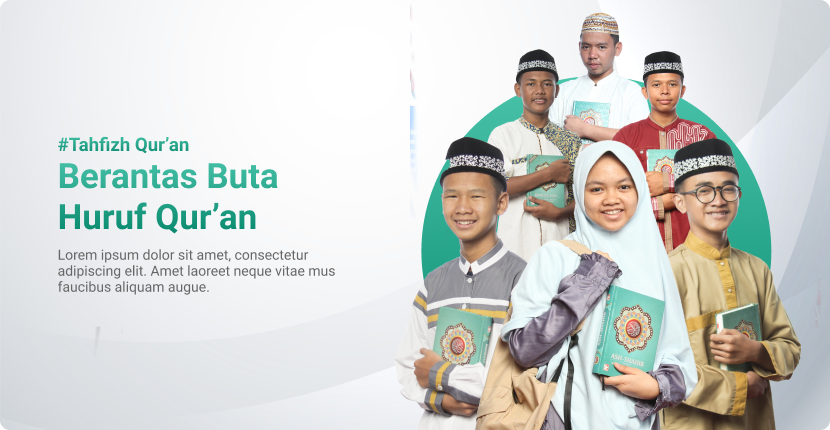 #Tahfizh Qur’an
Berantas Buta
Huruf Qur’an
Lorem ipsum dolor sit amet, consectetur
adipiscing elit. Amet laoreet neque vitae mus
faucibus aliquam augue.